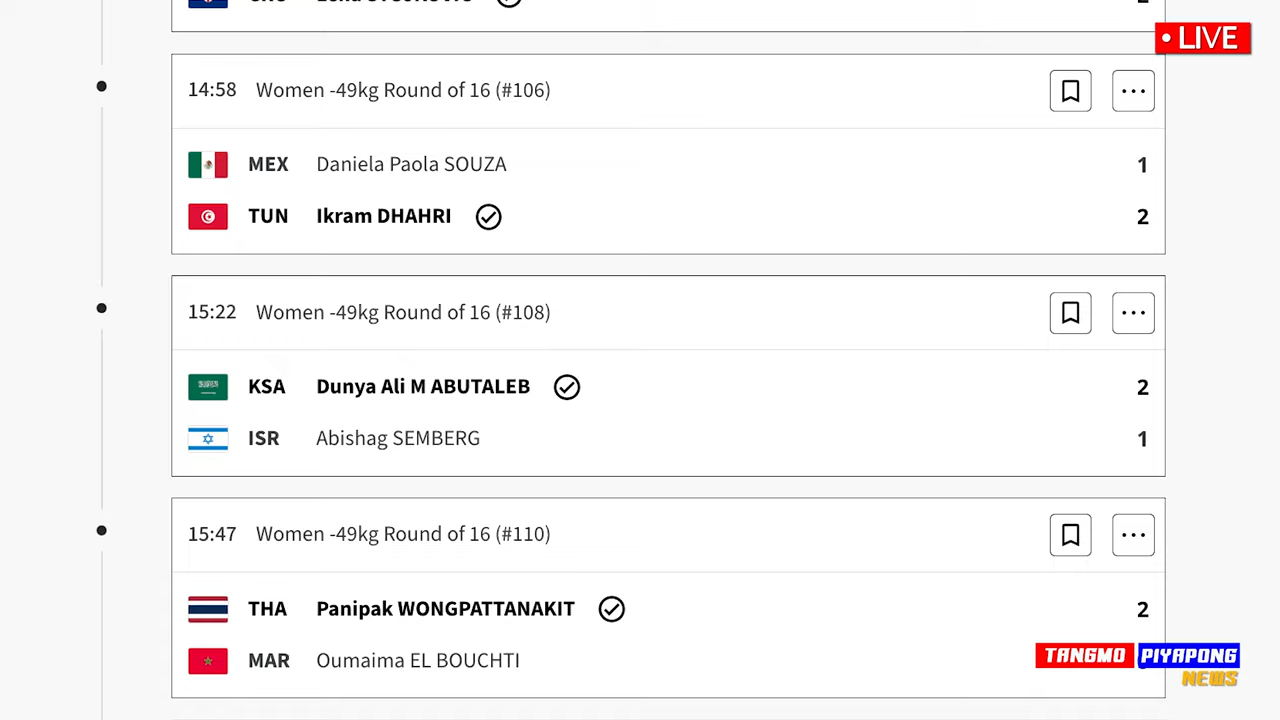 • LIVE
14:58 Women -49kg Round of 16 (#106)
MEX Daniela Paola SOUZA 1
TUN Ikram DHAHRI 2
15:22 Women -49kg Round of 16 (#108)
KSA Dunya Ali M ABUTALEB 2
ISR Abishag SEMBERG 1
15:47 Women -49kg Round of 16 (#110)
THA Panipak WONGPATTANAKIT 2
MAR Oumaima EL BOUCHTI
TANGMO PIYAPONG
NEWS